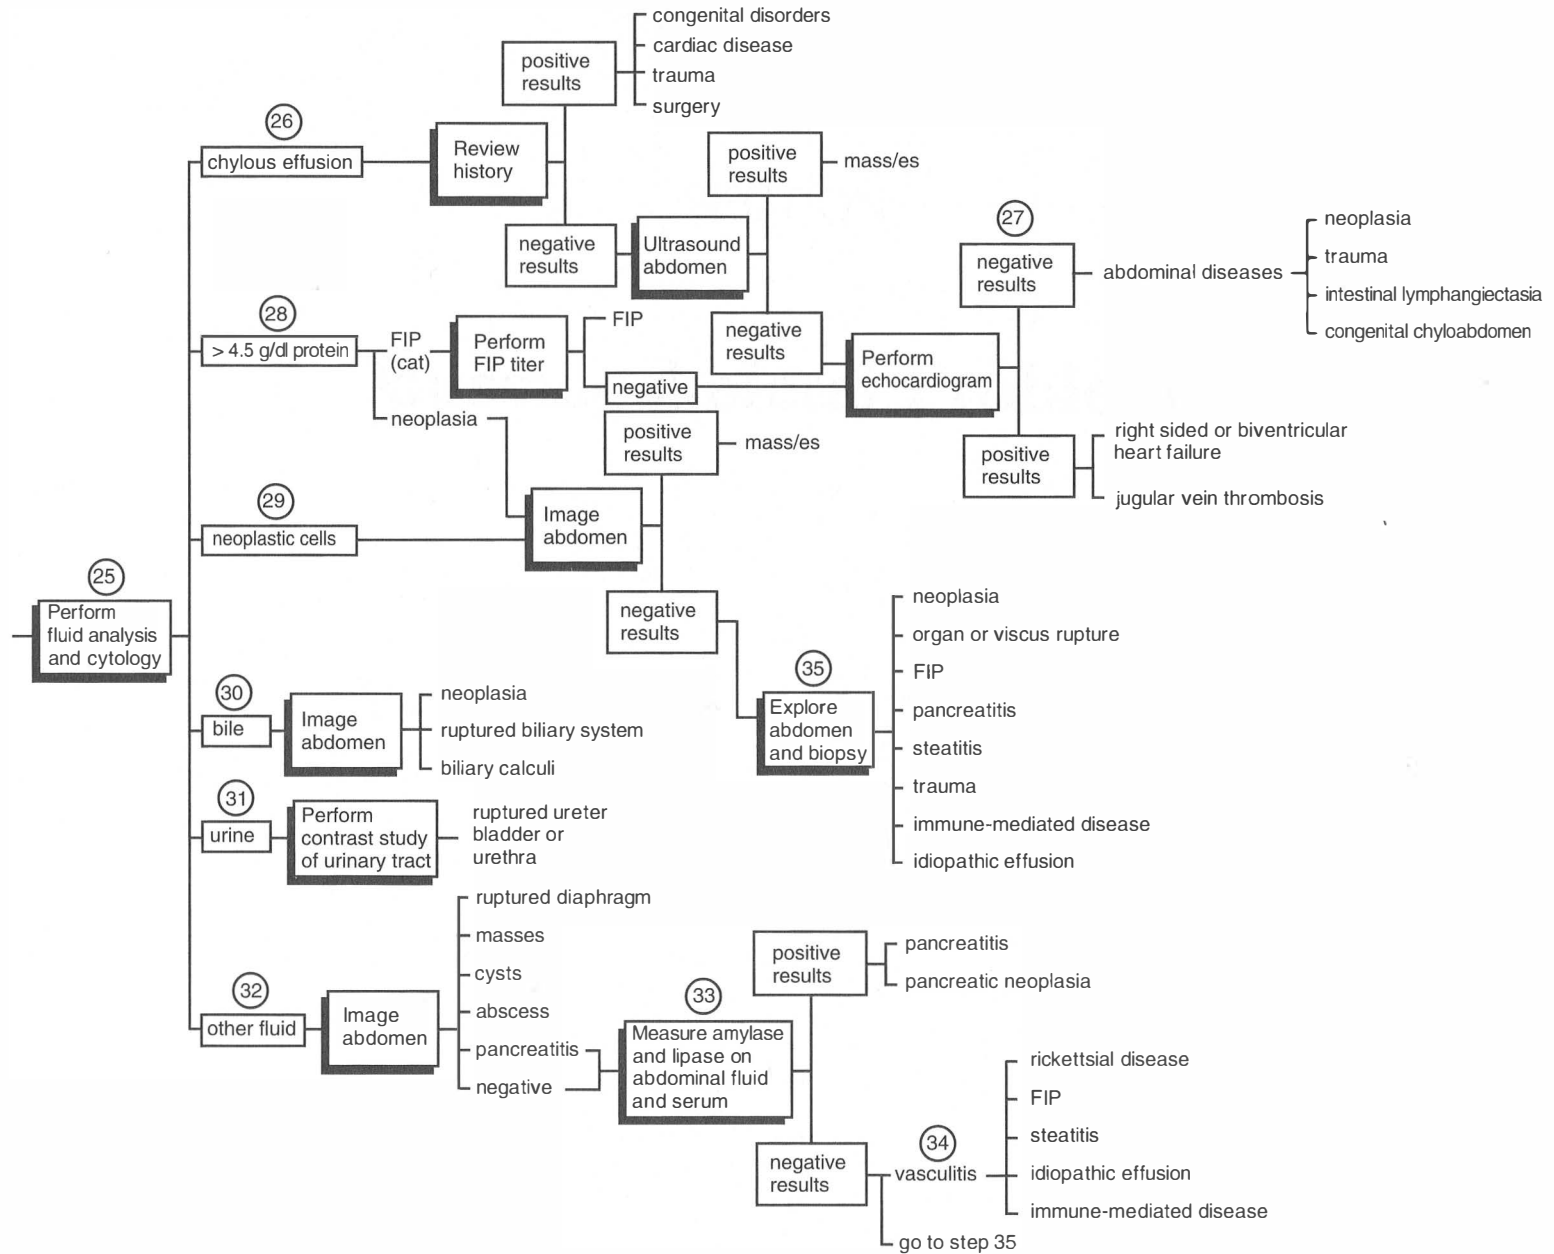 congenital disorders
cardiac disease
trauma
surgery
positive
results
26
chylous effusion
Review
history
negative
results
Ultrasound
abdomen
positive
results
mass/es
negative
results
27
negative
results
abdominal diseases
neoplasia
trauma
intestinal lymphangiectasia
congenital chyloabdomen
28
> 4.5 g/dl protein
FIP
(cat)
Perform
FIP titer
FIP
negative
Perform
echocardiogram
neoplasia
positive
results
mass/es
positive
results
right sided or biventricular
heart failure
jugular vein thrombosis
29
neoplastic cells
Image
abdomen
negative
results
25
Perform
fluid analysis
and cytology
35
Explore
abdomen
and biopsy
neoplasia
organ or viscus rupture
FIP
pancreatitis
steatitis
trauma
immune-mediated disease
idiopathic effusion
30
bile
Image
abdomen
neoplasia
ruptured biliary system
biliary calculi
31
urine
Perform
contrast study
of urinary tract
ruptured ureter
bladder or
urethra
32
other fluid
Image
abdomen
ruptured diaphragm
masses
cysts
abscess
pancreatitis
negative
33
Measure amylase
and lipase on
abdominal fluid
and serum
positive
results
pancreatitis
pancreatic neoplasia
negative
results
34
vasculitis
rickettsial disease
FIP
steatitis
idiopathic effusion
immune-mediated disease
go to step 35